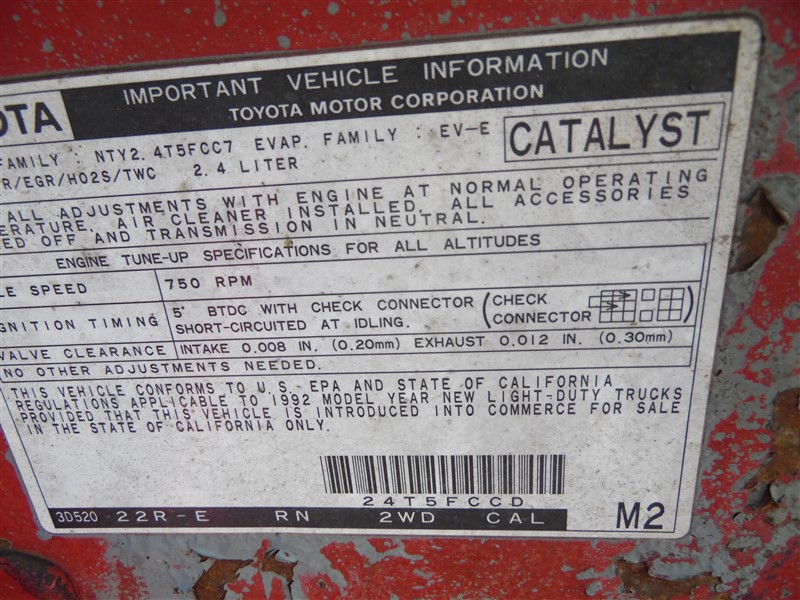 OTA IMPORTANT VEHICLE INFORMATION
TOYOTA MOTOR CORPORATION
FAMILY : NTY2.4T5FCC7 EVAP. FAMILY : EV-E CATALYST
R/EGR/HO2S/TWC 2.4 LITER
ALL ADJUSTMENTS WITH ENGINE AT NORMAL OPERATING
ERATURE, AIR CLEANER INSTALLED, ALL ACCESSORIES
ED OFF AND TRANSMISSION IN NEUTRAL.
ENGINE TUNE-UP SPECIFICATIONS FOR ALL ALTITUDES
LE SPEED 750 RPM
GNITION TIMING 5° BTDC WITH CHECK CONNECTOR SHORT-CIRCUITED AT IDLING. (CHECK CONNECTOR )
VALVE CLEARANCE INTAKE 0.008 IN. (0.20mm) EXHAUST 0.012 IN. (0.30mm)
NO OTHER ADJUSTMENTS NEEDED.
THIS VEHICLE CONFORMS TO U.S. EPA AND STATE OF CALIFORNIA
REGULATIONS APPLICABLE TO 1992 MODEL YEAR NEW LIGHT-DUTY TRUCKS
PROVIDED THAT THIS VEHICLE IS INTRODUCED INTO COMMERCE FOR SALE
IN THE STATE OF CALIFORNIA ONLY.
24T5FCCD
3D520 22R-E RN 2WD CAL M2